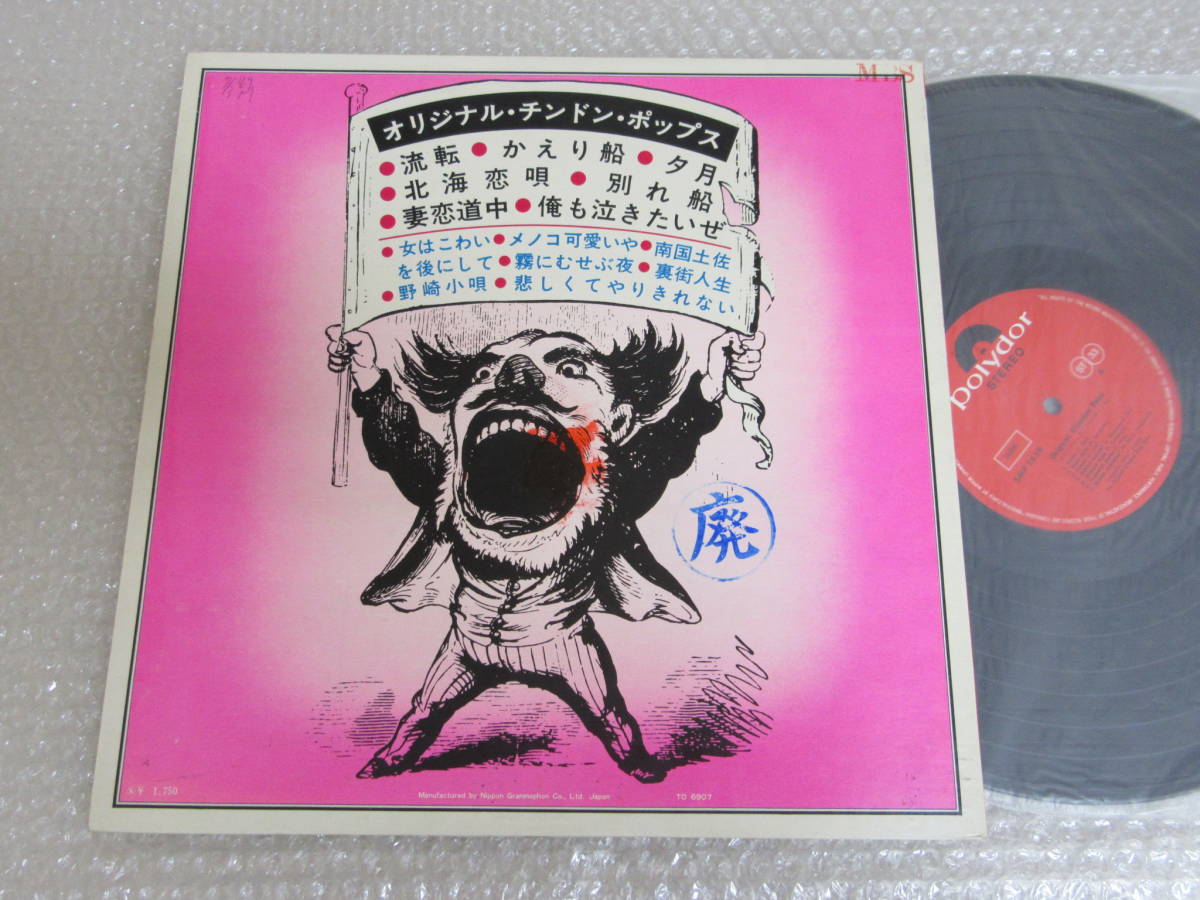 MBS
オリジナル・チンドン・ポップス
●流転●かえり船●夕月
●北海恋唄●別れ船
●妻恋道中●俺も泣きたいぜ
●女はこわい●メノコ可愛いや●南国土佐
を後にして●霧にむせぶ夜●裏街人生
●野崎小唄●悲しくてやりきれない
廃
S/¥ 1,750
Manufactured by Nippon Grammophon Co., Ltd. Japan
TO 6907
polydor
STEREO
33